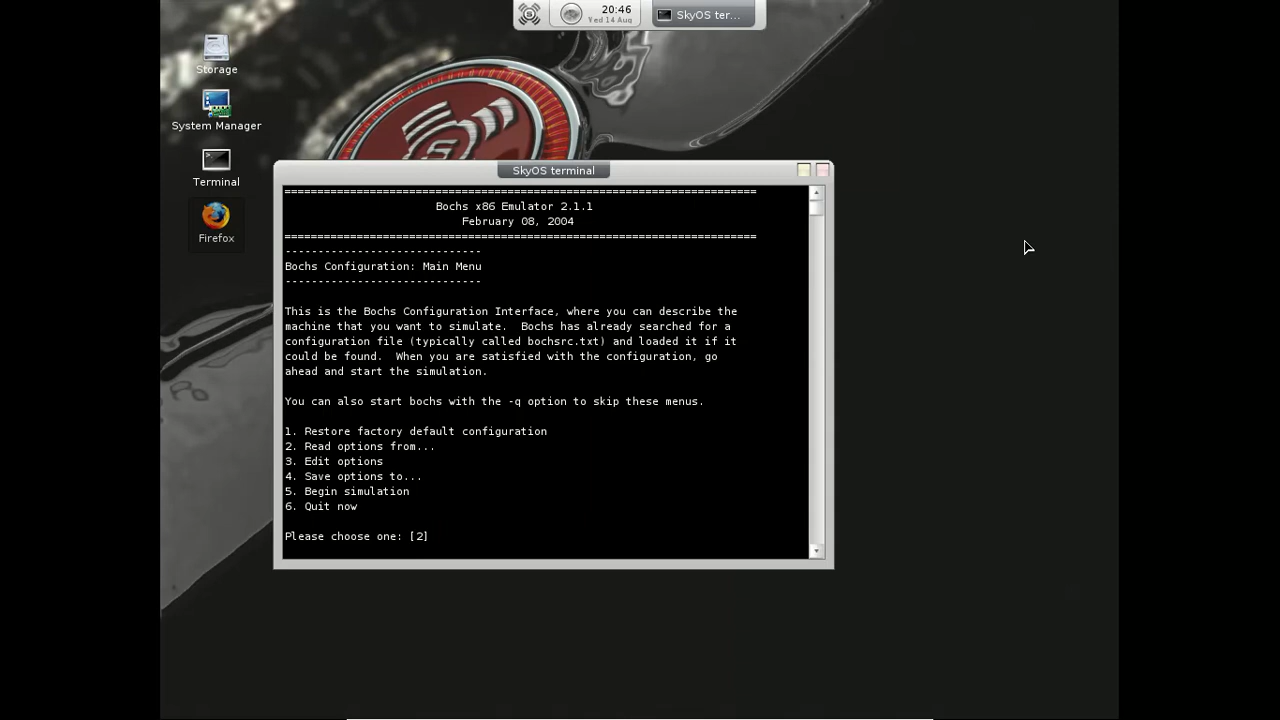 20:46
Wed 14 Aug
SkyOS ter...
Storage
System Manager
Terminal
Firefox
SkyOS terminal
========================================================================
Bochs x86 Emulator 2.1.1
February 08, 2004
========================================================================
------------------------------
Bochs Configuration: Main Menu
------------------------------
This is the Bochs Configuration Interface, where you can describe the
machine that you want to simulate.  Bochs has already searched for a
configuration file (typically called bochsrc.txt) and loaded it if it
could be found.  When you are satisfied with the configuration, go
ahead and start the simulation.
You can also start bochs with the -q option to skip these menus.
1. Restore factory default configuration
2. Read options from...
3. Edit options
4. Save options to...
5. Begin simulation
6. Quit now
Please choose one: [2]